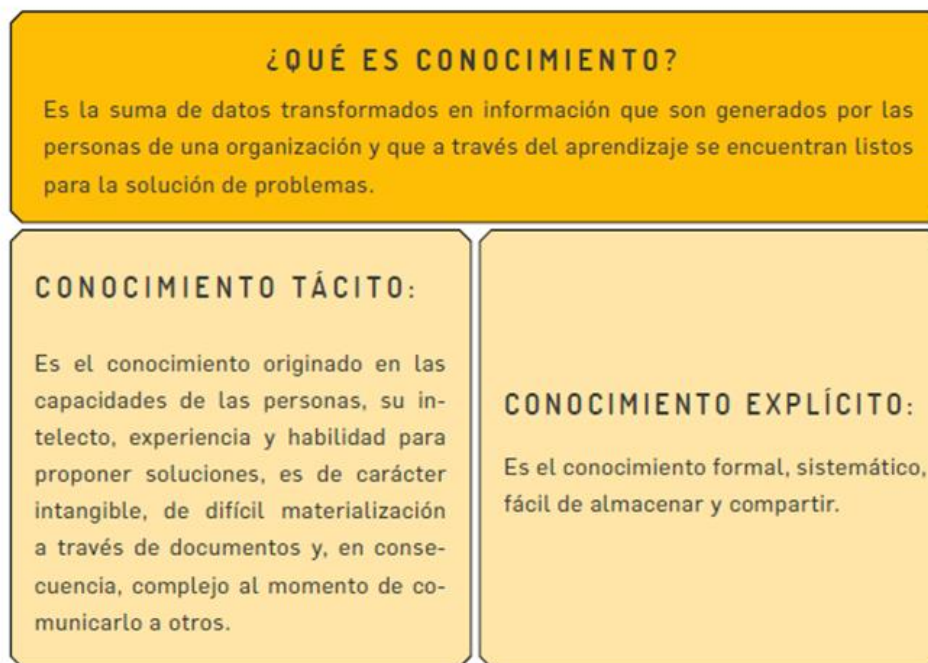 ¿QUÉ ES CONOCIMIENTO?
Es la suma de datos transformados en información que son generados por las
personas de una organización y que a través del aprendizaje se encuentran listos
para la solución de problemas.
CONOCIMIENTO TÁCITO:
Es el conocimiento originado en las
capacidades de las personas, su in-
telecto, experiencia y habilidad para
proponer soluciones, es de carácter
intangible, de difícil materialización
a través de documentos y, en conse-
cuencia, complejo al momento de co-
municarlo a otros.
CONOCIMIENTO EXPLÍCITO:
Es el conocimiento formal, sistemático,
fácil de almacenar y compartir.